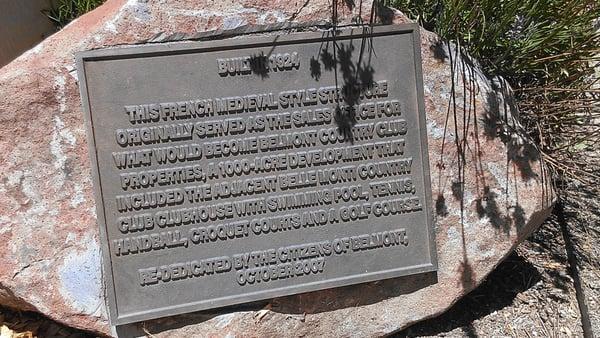 BUILT IN 1924
THIS FRENCH MEDIEVAL STYLE STRUCTURE
ORIGINALLY SERVED AS THE SALES OFFICE FOR
WHAT WOULD BECOME BELMONT COUNTRY CLUB
PROPERTIES, A 1000-ACRE DEVELOPMENT THAT
INCLUDED THE ADJACENT BELLE MONTI COUNTRY
CLUB CLUBHOUSE WITH SWIMMING POOL, TENNIS,
HANDBALL, CROQUET COURTS AND A GOLF COURSE.
RE-DEDICATED BY THE CITIZENS OF BELMONT,
OCTOBER 2007